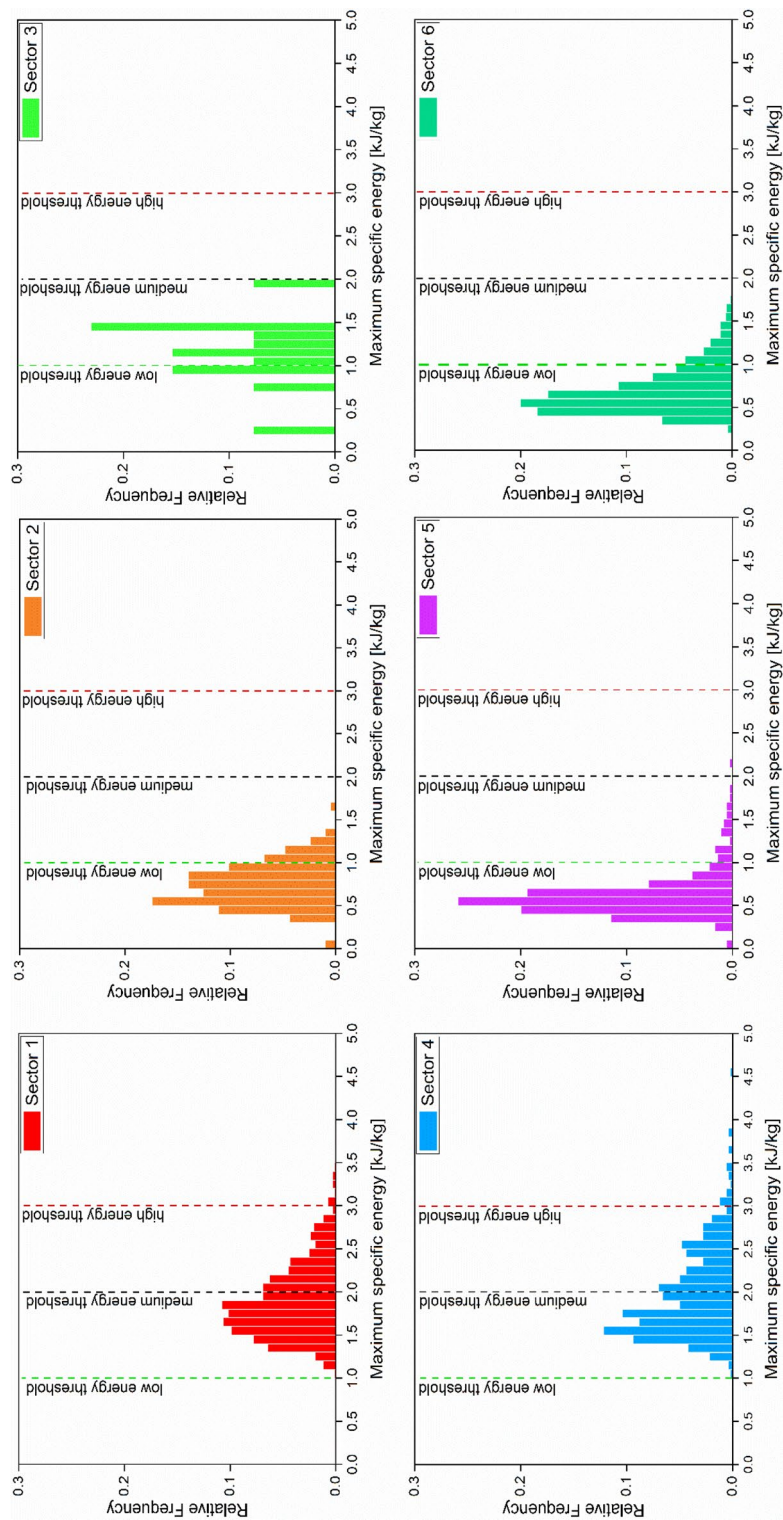 Sector 1
high energy threshold
medium energy threshold
low energy threshold
Relative Frequency
0.3
0.2
0.1
0.0
0.0
0.5
1.0
1.5
2.0
2.5
3.0
3.5
4.0
4.5
5.0
Maximum specific energy [kJ/kg]
Sector 2
high energy threshold
medium energy threshold
low energy threshold
Relative Frequency
0.3
0.2
0.1
0.0
0.0
0.5
1.0
1.5
2.0
2.5
3.0
3.5
4.0
4.5
5.0
Maximum specific energy [kJ/kg]
Sector 3
high energy threshold
medium energy threshold
low energy threshold
Relative Frequency
0.3
0.2
0.1
0.0
0.0
0.5
1.0
1.5
2.0
2.5
3.0
3.5
4.0
4.5
5.0
Maximum specific energy [kJ/kg]
Sector 4
high energy threshold
medium energy threshold
low energy threshold
Relative Frequency
0.3
0.2
0.1
0.0
0.0
0.5
1.0
1.5
2.0
2.5
3.0
3.5
4.0
4.5
5.0
Maximum specific energy [kJ/kg]
Sector 5
high energy threshold
medium energy threshold
low energy threshold
Relative Frequency
0.3
0.2
0.1
0.0
0.0
0.5
1.0
1.5
2.0
2.5
3.0
3.5
4.0
4.5
5.0
Maximum specific energy [kJ/kg]
Sector 6
high energy threshold
medium energy threshold
low energy threshold
Relative Frequency
0.3
0.2
0.1
0.0
0.0
0.5
1.0
1.5
2.0
2.5
3.0
3.5
4.0
4.5
5.0
Maximum specific energy [kJ/kg]